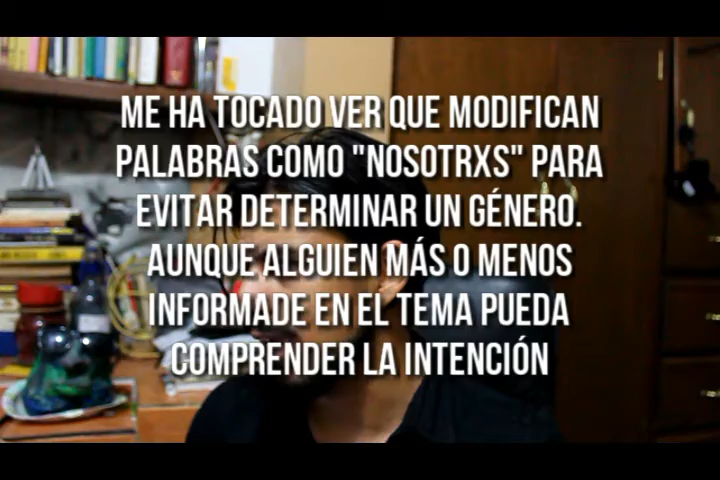 ME HA TOCADO VER QUE MODIFICAN
PALABRAS COMO "NOSOTRXS" PARA
EVITAR DETERMINAR UN GÉNERO.
AUNQUE ALGUIEN MÁS O MENOS
INFORMADE EN EL TEMA PUEDA
COMPRENDER LA INTENCIÓN